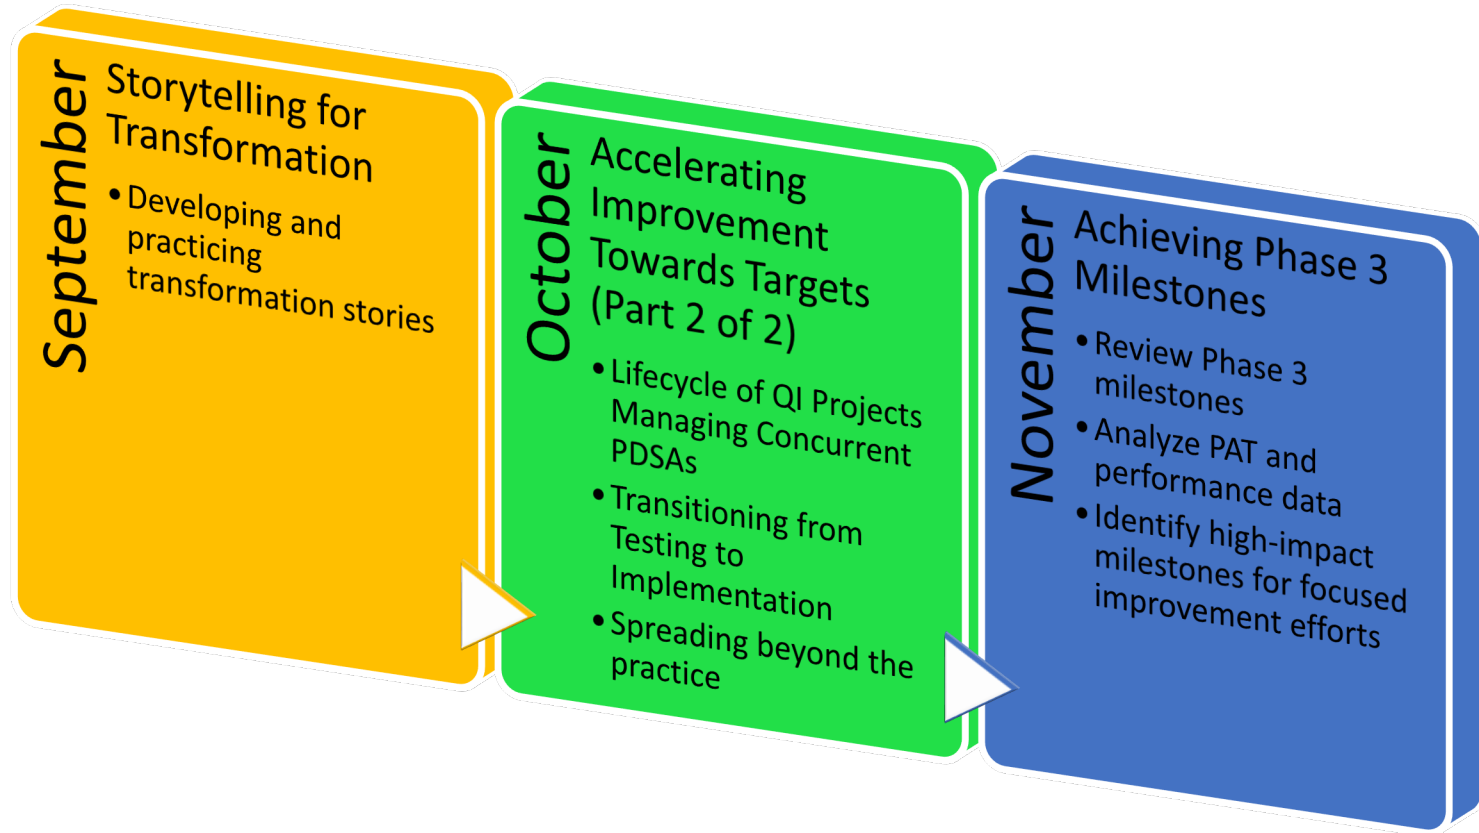 September
Storytelling for
Transformation
• Developing and
practicing
transformation stories
October
Accelerating
Improvement
Towards Targets
(Part 2 of 2)
• Lifecycle of QI Projects
Managing Concurrent
PDSAs
• Transitioning from
Testing to
Implementation
• Spreading beyond the
practice
November
Achieving Phase 3
Milestones
• Review Phase 3
milestones
• Analyze PAT and
performance data
• Identify high-impact
milestones for focused
improvement efforts